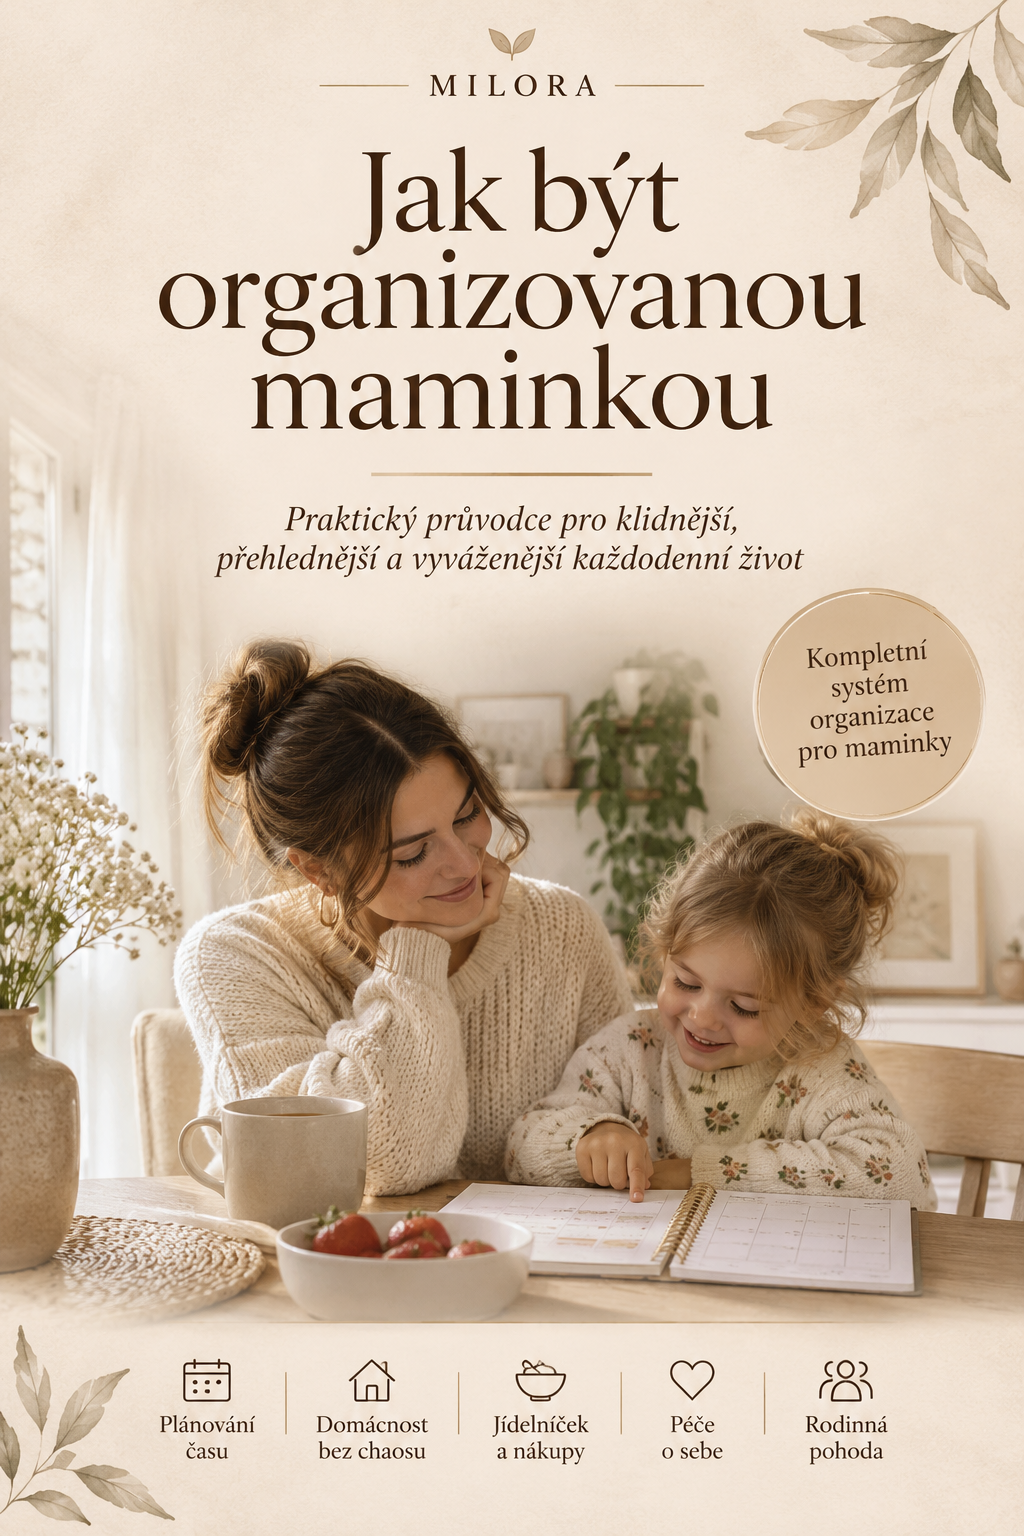 MILORA
Jak být
organizovanou
maminkou
Praktický průvodce pro klidnější,
přehlednější a vyváženější každodenní život
Kompletní
systém
organizace
pro maminky
Plánování
času
Domácnost
bez chaosu
Jídelníček
a nákupy
Péče
o sebe
Rodinná
pohoda